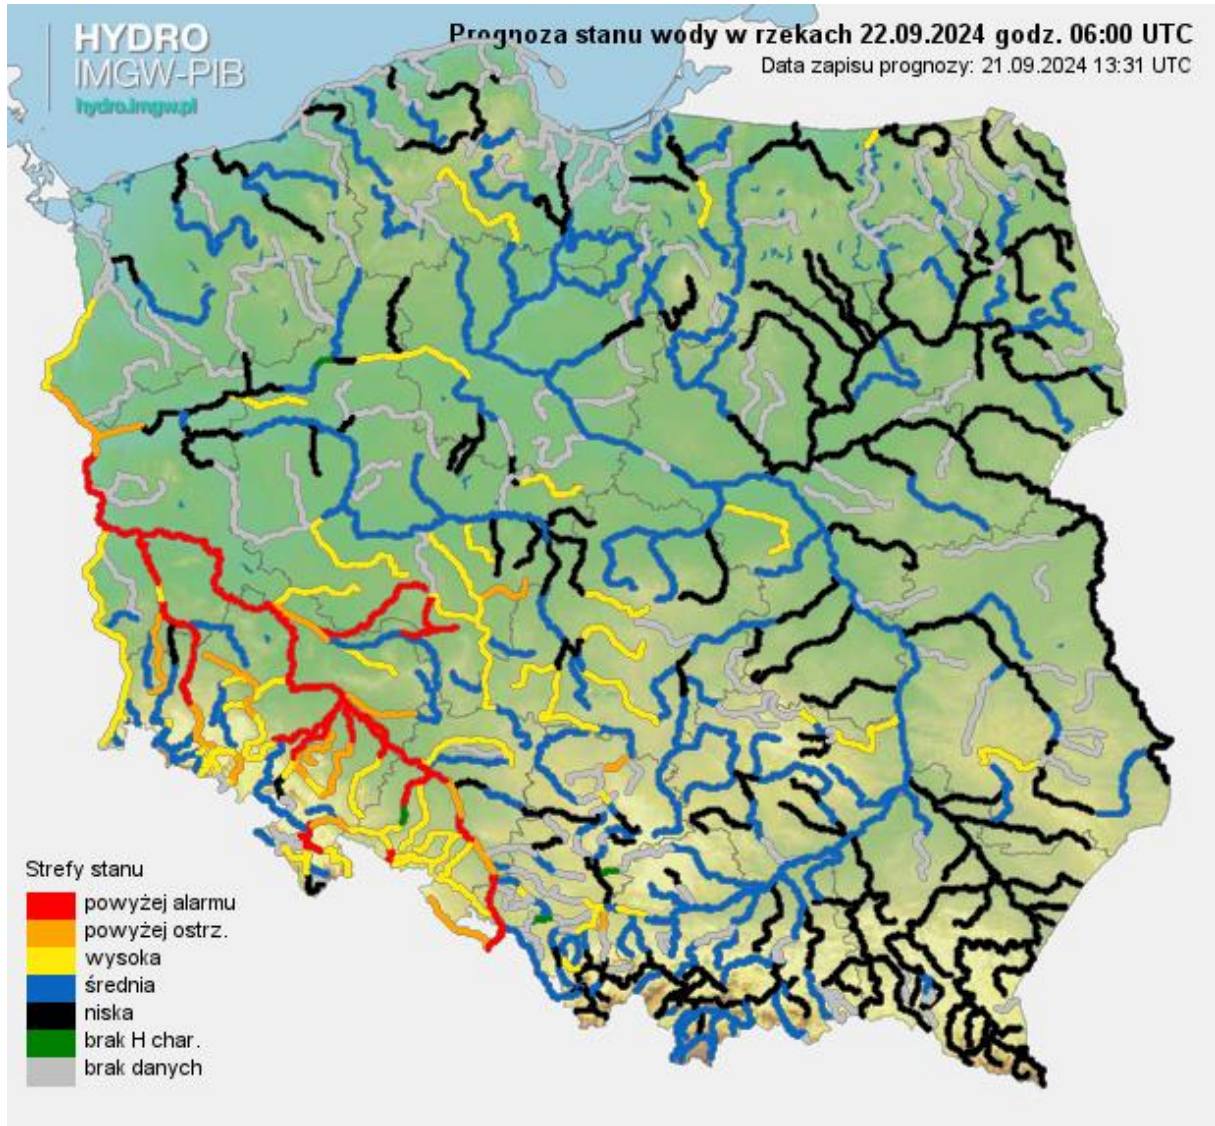 HYDRO
IMGW-PIB
hydro.imgw.pl
Prognoza stanu wody w rzekach 22.09.2024 godz. 06:00 UTC
Data zapisu prognozy: 21.09.2024 13:31 UTC
Strefy stanu
powyżej alarmu
powyżej ostrz.
wysoka
średnia
niska
brak H char.
brak danych